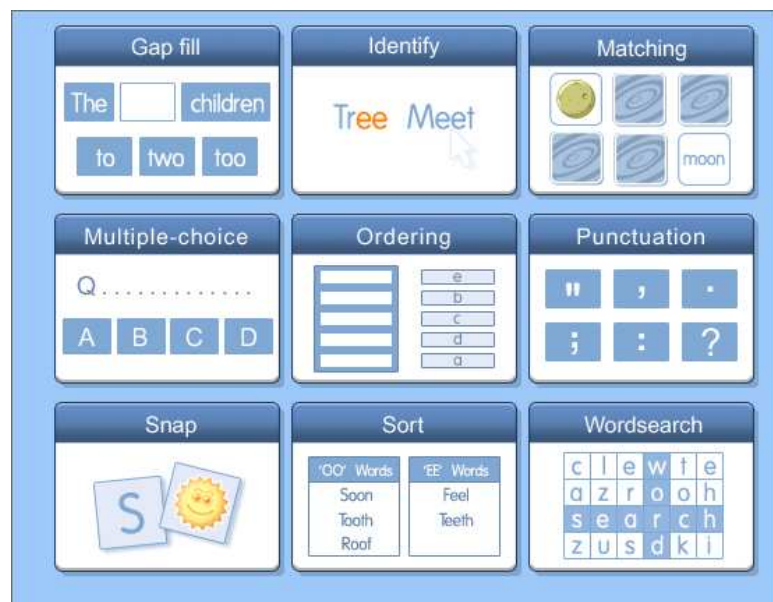 Gap fill
The children
to two too
Identify
Tree Meet
Matching
moon
Multiple-choice
Q.............
A B C D
Ordering
e
b
c
d
a
Punctuation
" , .
; : ?
Snap
S
Sort
'OO' Words
Soon
Tooth
Roof
'EE' Words
Feel
Teeth
Wordsearch
c l e w t e
a z r o o h
s e a r c h
z u s d k i